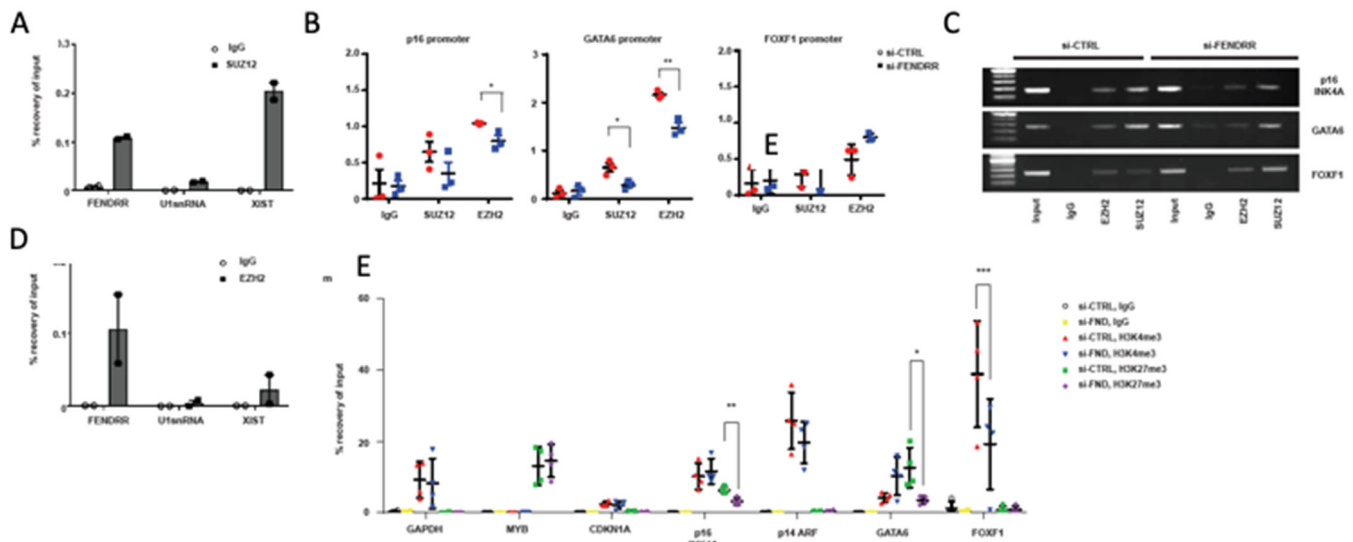 A
% recovery of input
0.2
0.1
0
IgG
SUZ12
FENDRR
U1snRNA
XIST
B
p16 promoter
2.0
1.5
1.0
0.5
0.0
*
IgG
SUZ12
EZH2
GATA6 promoter
3
2
1
0
*
**
IgG
SUZ12
EZH2
FOXF1 promoter
2.0
1.5
1.0
0.5
0.0
E
IgG
SUZ12
EZH2
si-CTRL
si-FENDRR
C
si-CTRL
si-FENDRR
p16
INK4A
GATA6
FOXF1
Input
IgG
EZH2
SUZ12
Input
IgG
EZH2
SUZ12
D
% recovery of input
0.1
0
IgG
EZH2
m
FENDRR
U1snRNA
XIST
E
% recovery of input
60
40
20
0
**
*
***
GAPDH
MYB
CDKN1A
p16
p14 ARF
GATA6
FOXF1
si-CTRL, IgG
si-FND, IgG
si-CTRL, H3K4me3
si-FND, H3K4me3
si-CTRL, H3K27me3
si-FND, H3K27me3